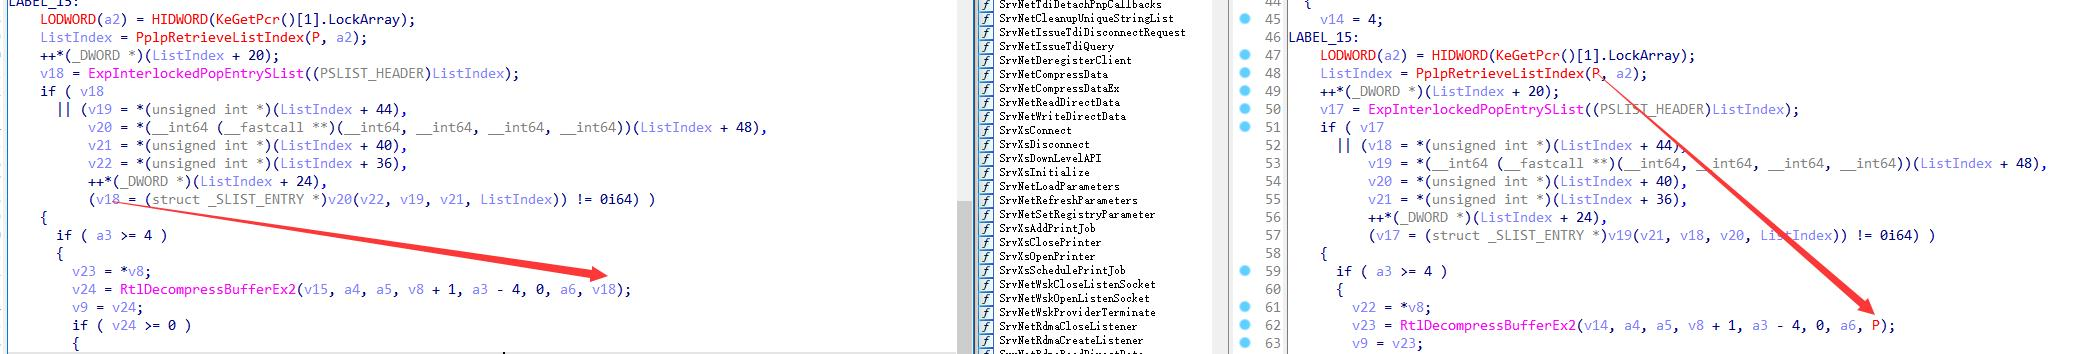 LABEL_15:
LODWORD(a2) = HIDWORD(KeGetPcr()[1].LockArray);
ListIndex = PplpRetrieveListIndex(P, a2);
++*(_DWORD *)(ListIndex + 20);
v18 = ExpInterlockedPopEntrySList((PSLIST_HEADER)ListIndex);
if ( v18
|| (v19 = *(unsigned int *)(ListIndex + 44),
v20 = *(__int64 (__fastcall **)(__int64, __int64, __int64, __int64))(ListIndex + 48),
v21 = *(unsigned int *)(ListIndex + 40),
v22 = *(unsigned int *)(ListIndex + 36),
++*(_DWORD *)(ListIndex + 24),
(v18 = (struct _SLIST_ENTRY *)v20(v22, v19, v21, ListIndex)) != 0i64) )
{
if ( a3 >= 4 )
{
v23 = *v8;
v24 = RtlDecompressBufferEx2(v15, a4, a5, v8 + 1, a3 - 4, 0, a6, v18);
v9 = v24;
if ( v24 >= 0 )
{
f SrvNetTdiDetachPnpCallbacks
f SrvNetCleanupUniqueStringList
f SrvNetIssueTdiDisconnectRequest
f SrvNetIssueTdiQuery
f SrvNetDeregisterClient
f SrvNetCompressData
f SrvNetCompressDataEx
f SrvNetReadDirectData
f SrvNetWriteDirectData
f SrvXsConnect
f SrvXsDisconnect
f SrvXsDownLevelAPI
f SrvXsInitialize
f SrvNetLoadParameters
f SrvNetRefreshParameters
f SrvNetSetRegistryParameter
f SrvXsAddPrintJob
f SrvXsClosePrinter
f SrvXsOpenPrinter
f SrvXsSchedulePrintJob
f SrvNetWskCloseListenSocket
f SrvNetWskOpenListenSocket
f SrvNetWskProviderTerminate
f SrvNetRdmaCloseListener
f SrvNetRdmaCreateListener
f SrvNetRdmaReadDirectData
44 {
45 v14 = 4;
46 LABEL_15:
47 LODWORD(a2) = HIDWORD(KeGetPcr()[1].LockArray);
48 ListIndex = PplpRetrieveListIndex(P, a2);
49 ++*(_DWORD *)(ListIndex + 20);
50 v17 = ExpInterlockedPopEntrySList((PSLIST_HEADER)ListIndex);
51 if ( v17
52 || (v18 = *(unsigned int *)(ListIndex + 44),
53 v19 = *(__int64 (__fastcall **)(__int64, __int64, __int64, __int64))(ListIndex + 48),
54 v20 = *(unsigned int *)(ListIndex + 40),
55 v21 = *(unsigned int *)(ListIndex + 36),
56 ++*(_DWORD *)(ListIndex + 24),
57 (v17 = (struct _SLIST_ENTRY *)v19(v21, v18, v20, ListIndex)) != 0i64) )
58 {
59 if ( a3 >= 4 )
60 {
61 v22 = *v8;
62 v23 = RtlDecompressBufferEx2(v14, a4, a5, v8 + 1, a3 - 4, 0, a6, P);
63 v9 = v23;